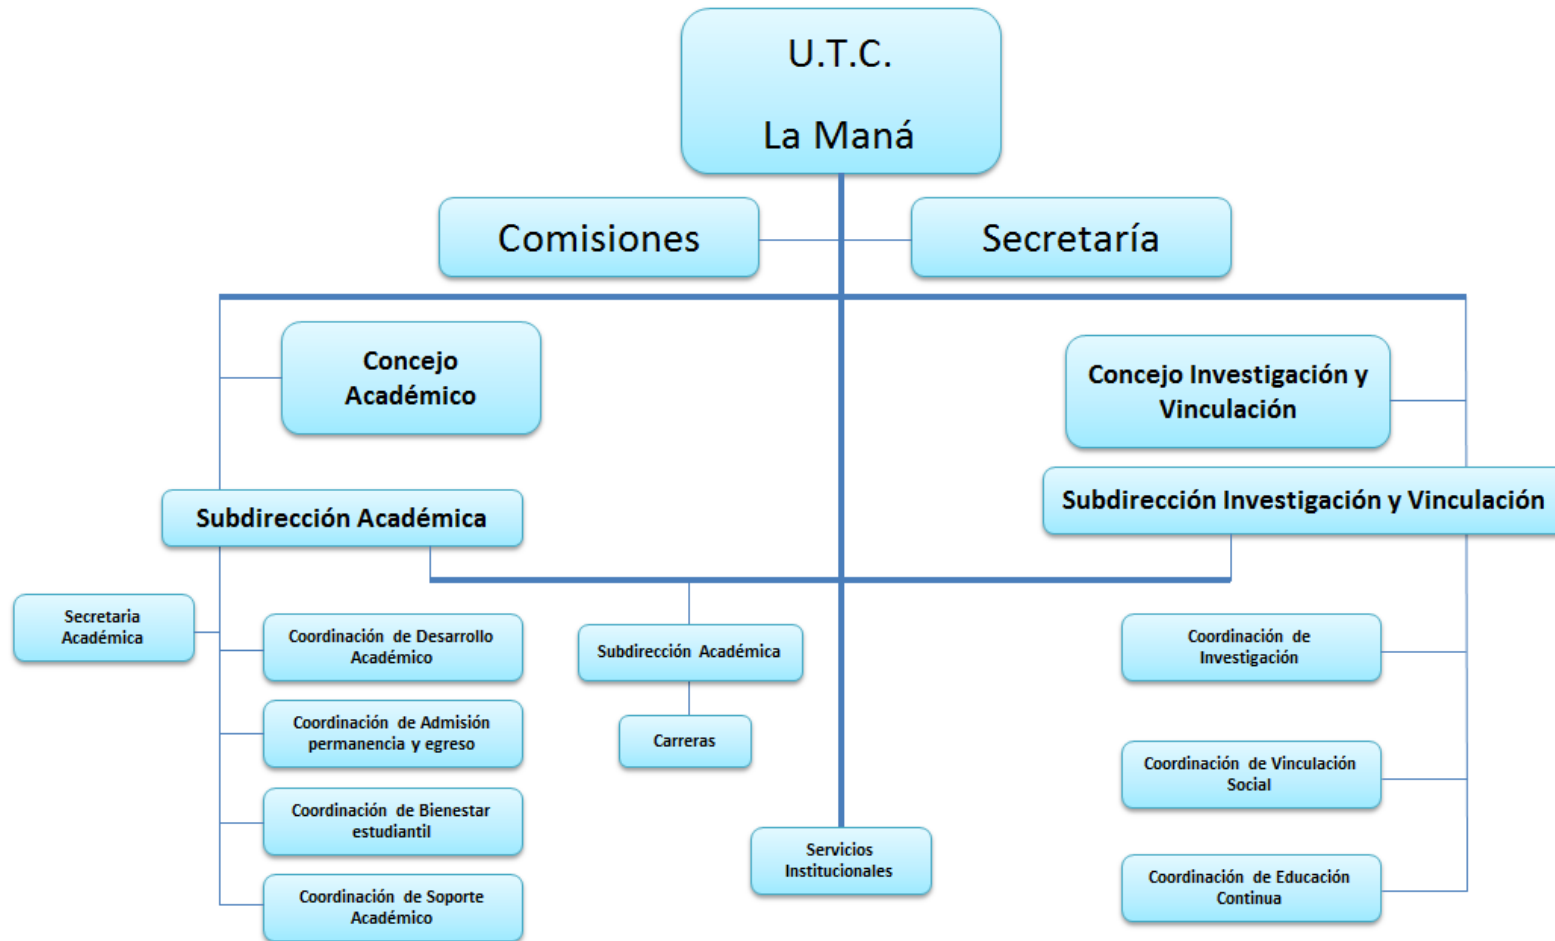 U.T.C.
La Maná
Comisiones
Secretaría
Concejo
Académico
Concejo Investigación y
Vinculación
Subdirección Académica
Subdirección Investigación y Vinculación
Secretaria
Académica
Coordinación de Desarrollo
Académico
Subdirección Académica
Coordinación de
Investigación
Coordinación de Admisión
permanencia y egreso
Carreras
Coordinación de Vinculación
Social
Coordinación de Bienestar
estudiantil
Servicios
Institucionales
Coordinación de Educación
Continua
Coordinación de Soporte
Académico